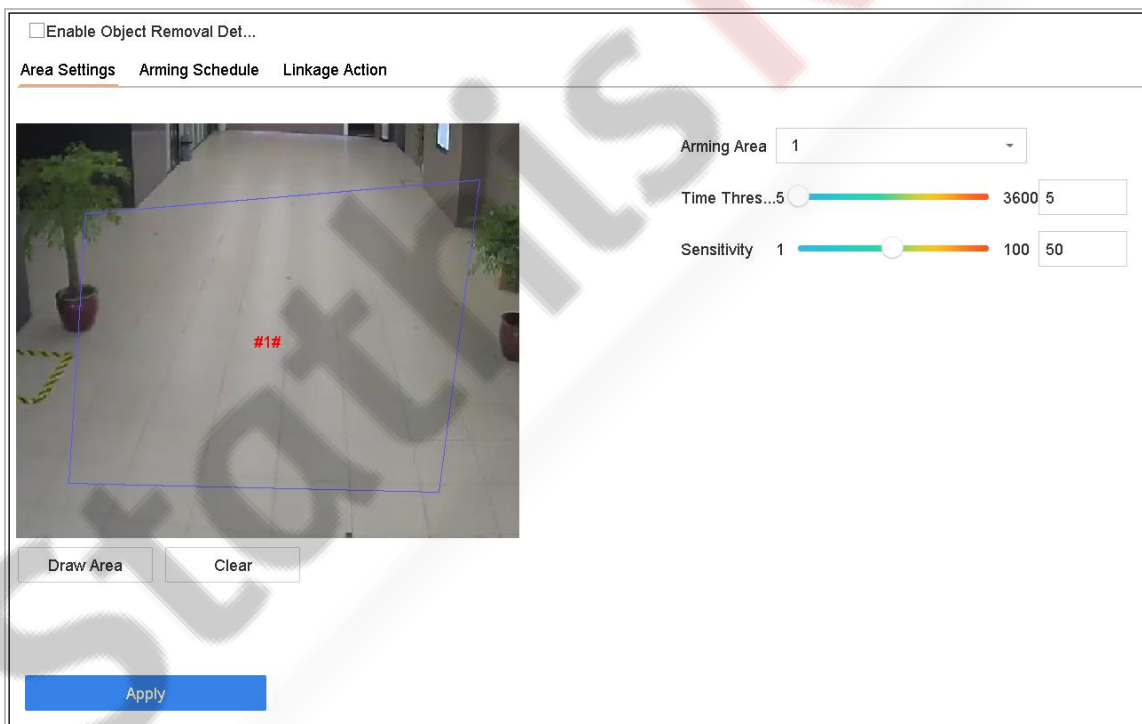 Enable Object Removal Det...
Area Settings Arming Schedule Linkage Action
Arming Area 1
Time Thres...5 3600 5
Sensitivity 1 100 50
#1#
Draw Area Clear
Apply
Stathis